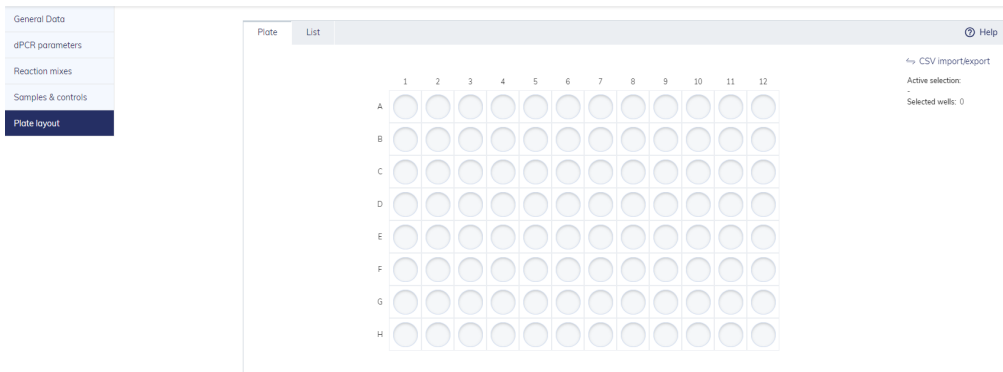 General Data
dPCR parameters
Reaction mixes
Samples & controls
Plate layout
Plate List
Help
CSV import/export
Active selection:
-
Selected wells: 0
1 2 3 4 5 6 7 8 9 10 11 12
A
B
C
D
E
F
G
H